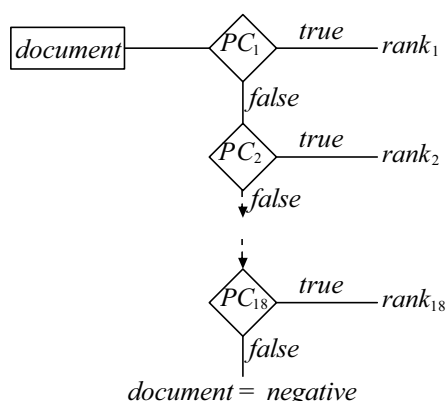 document PC₁ true rank₁
false
PC₂ true rank₂
false
PC₁₈ true rank₁₈
false
document = negative